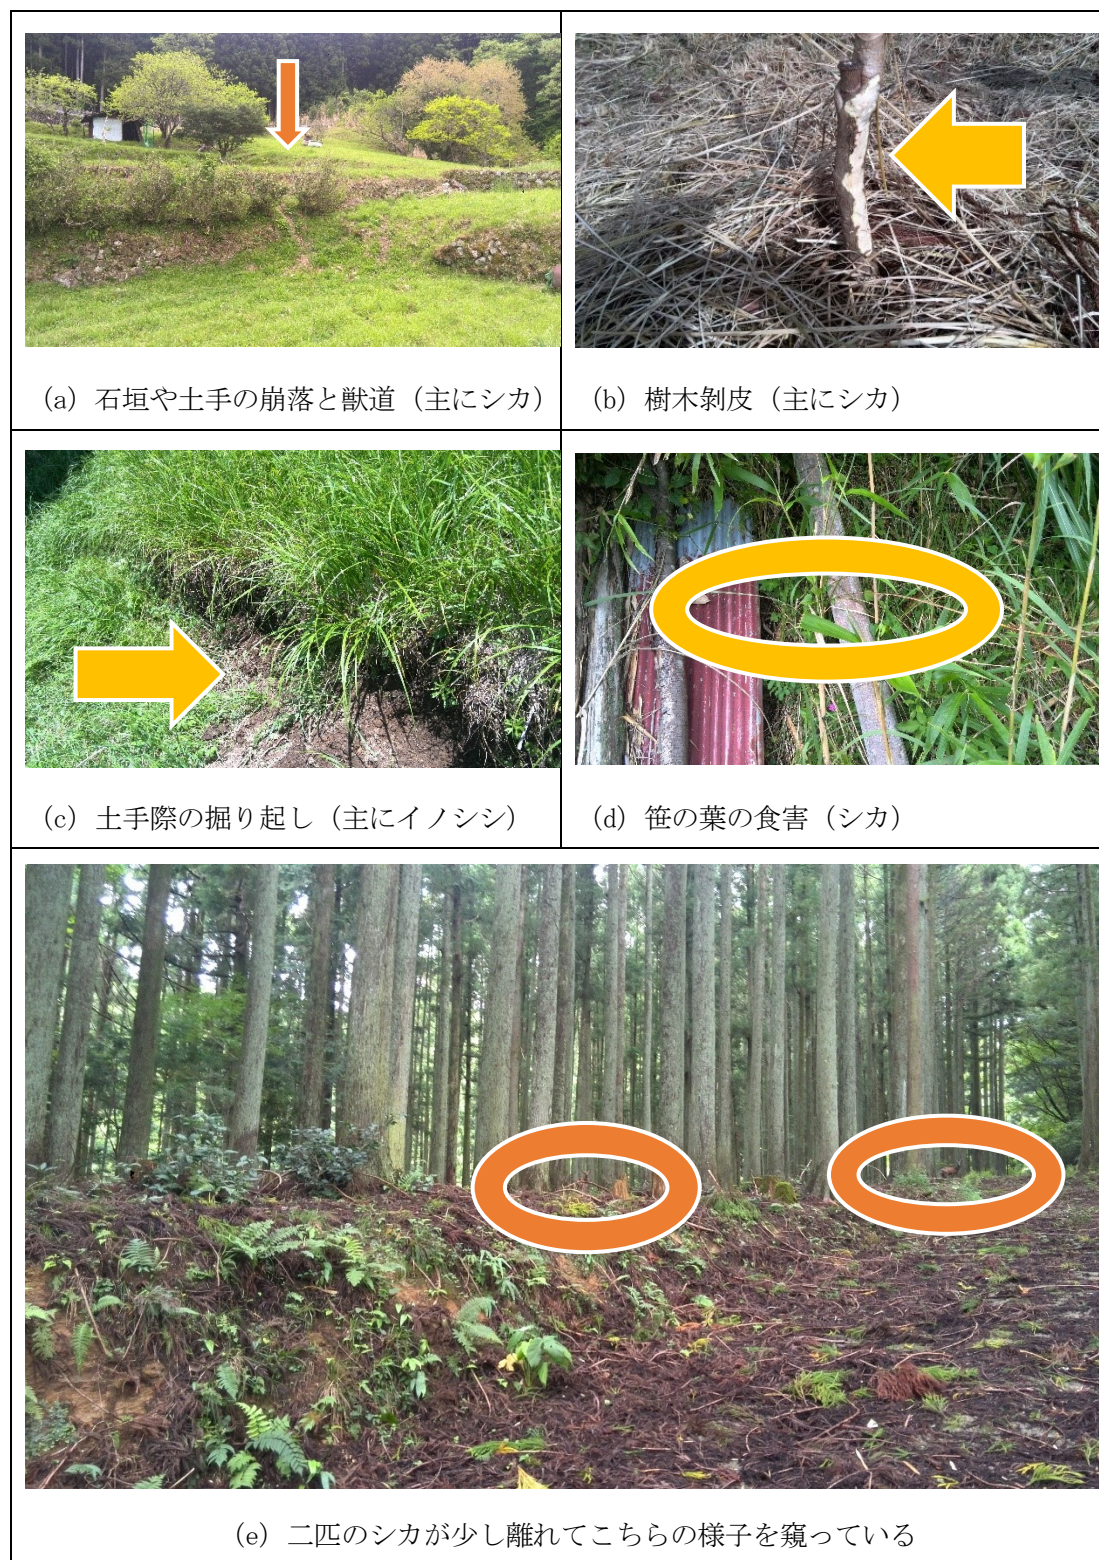 (a) 石垣や土手の崩落と獣道（主にシカ）
(b) 樹木剝皮（主にシカ）
(c) 土手際の掘り起し（主にイノシシ）
(d) 笹の葉の食害（シカ）
(e) 二匹のシカが少し離れてこちらの様子を窺っている